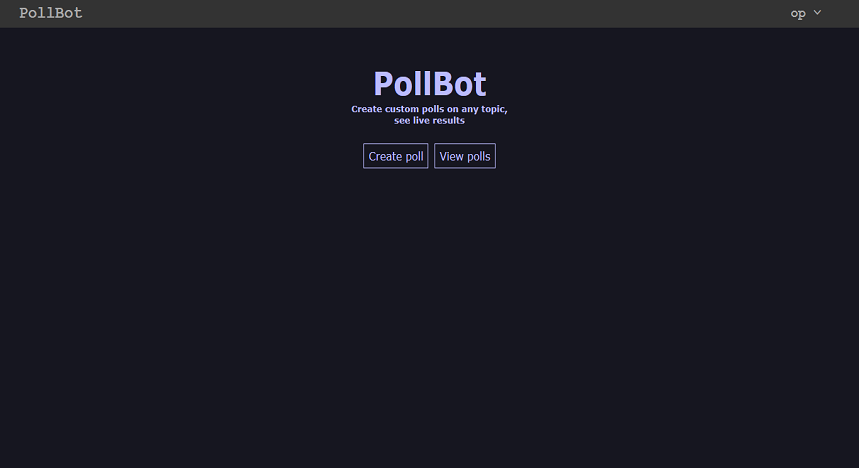 PollBot
op
PollBot
Create custom polls on any topic,
see live results
Create poll
View polls